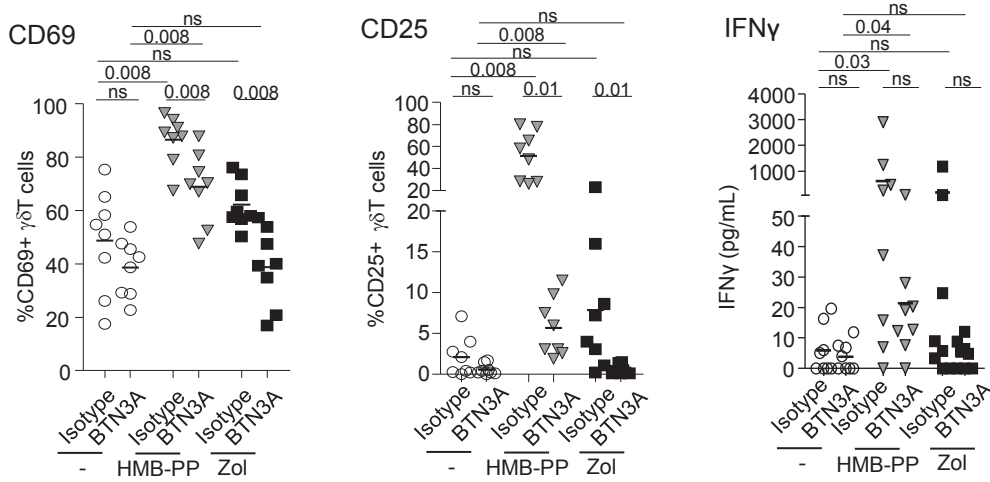 CD69
ns
0.008
ns
0.008
ns
0.008
0.008
100
80
60
40
20
0
%CD69+ γδT cells
Isotype
BTN3A
Isotype
BTN3A
Isotype
BTN3A
-
HMB-PP
Zol
CD25
ns
0.008
ns
0.008
ns
0.01
0.01
100
80
60
40
20
20
15
10
5
0
%CD25+ γδT cells
Isotype
BTN3A
Isotype
BTN3A
Isotype
BTN3A
-
HMB-PP
Zol
IFNγ
ns
0.04
ns
0.03
ns
ns
ns
4000
3000
2000
1000
50
50
40
30
20
10
0
IFNγ (pg/mL)
Isotype
BTN3A
Isotype
BTN3A
Isotype
BTN3A
-
HMB-PP
Zol